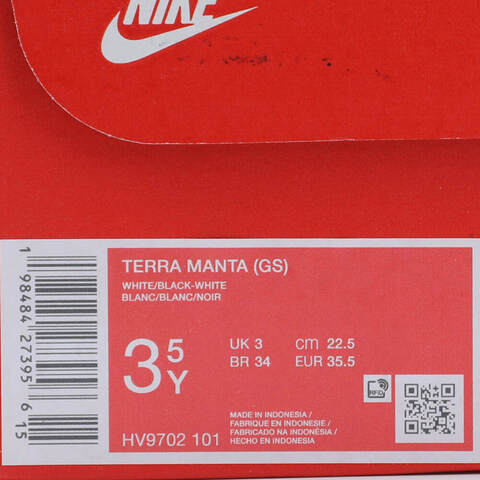 NIKE
TERRA MANTA (GS)
WHITE/BLACK-WHITE
BLANC/BLANC/NOIR
3 5 Y
UK 3 cm 22.5
BR 34 EUR 35.5
RFID
MADE IN INDONESIA /
FABRIQUE EN INDONESIE /
FABRICADO NA INDONÉSIA /
HECHO EN INDONESIA
HV9702 101
1 98484 27395 6 15